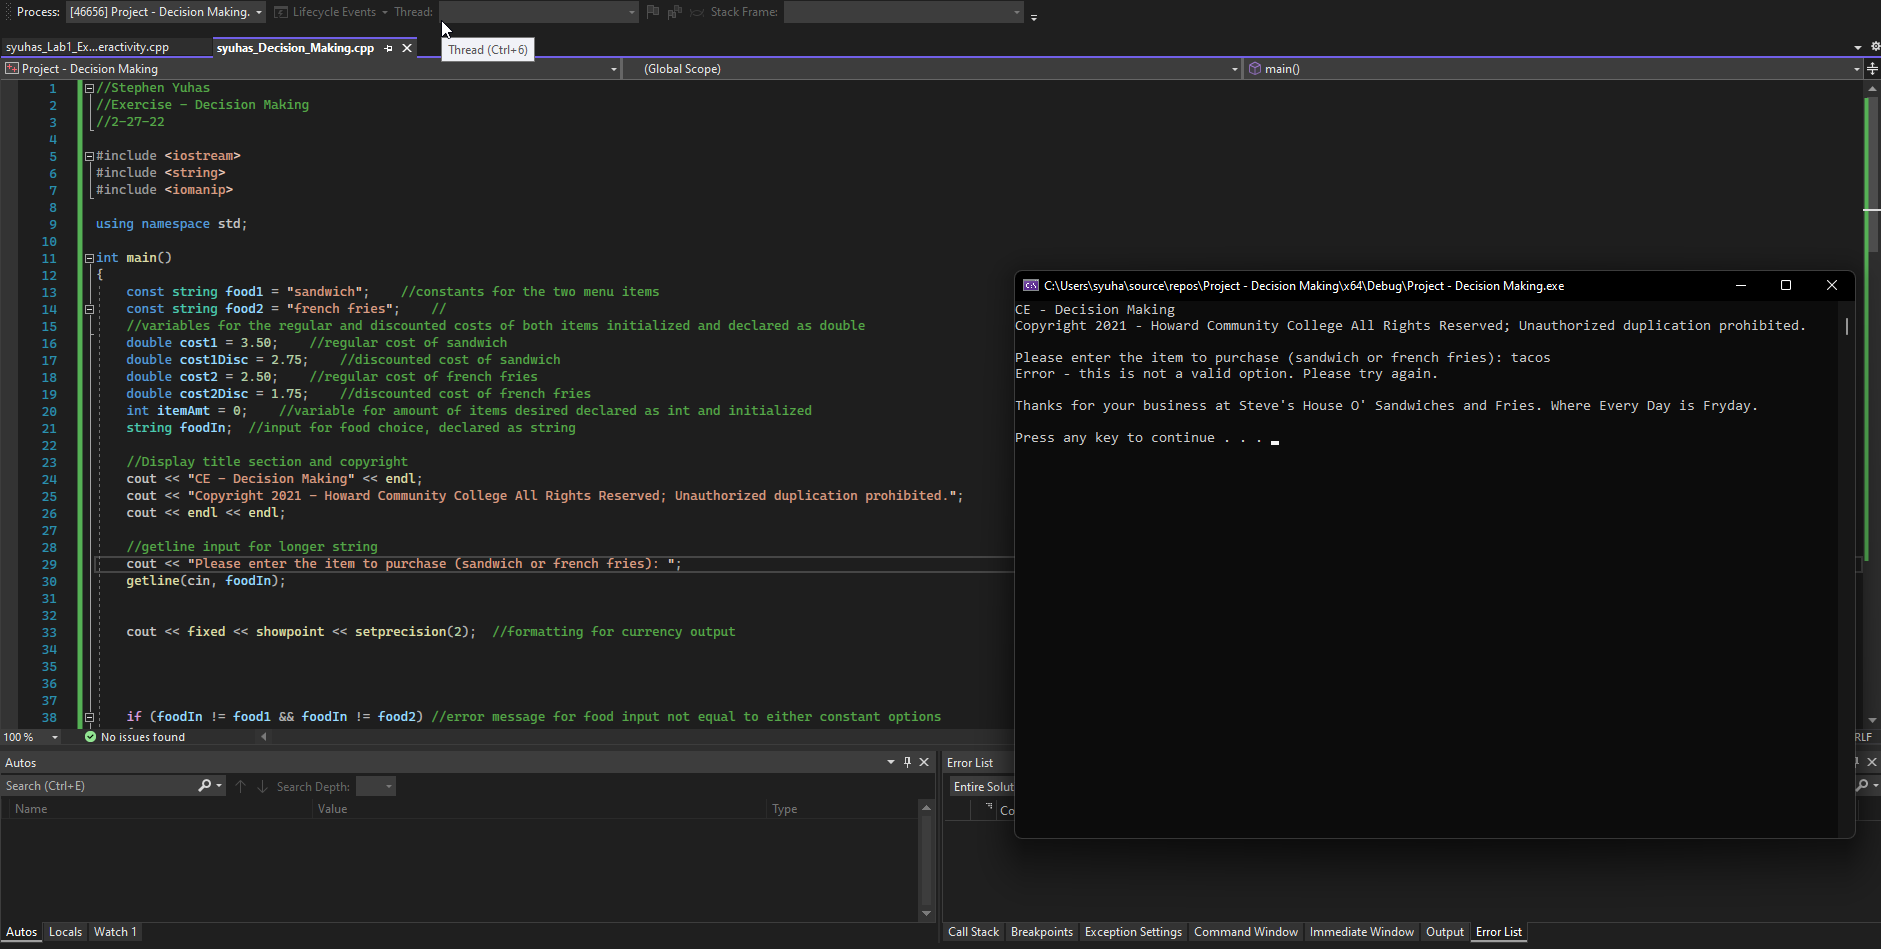 Process: [46656] Project - Decision Making. Lifecycle Events Thread: Stack Frame:
syuhas_Lab1_Ex...eractivity.cpp syuhas_Decision_Making.cpp Thread (Ctrl+6)
Project - Decision Making (Global Scope) main()
1 //Stephen Yuhas
2 //Exercise - Decision Making
3 //2-27-22
4
5 #include <iostream>
6 #include <string>
7 #include <iomanip>
8
9 using namespace std;
10
11 int main()
12 {
13 const string food1 = "sandwich"; //constants for the two menu items
14 const string food2 = "french fries"; //
15 //variables for the regular and discounted costs of both items initialized and declared as double
16 double cost1 = 3.50; //regular cost of sandwich
17 double cost1Disc = 2.75; //discounted cost of sandwich
18 double cost2 = 2.50; //regular cost of french fries
19 double cost2Disc = 1.75; //discounted cost of french fries
20 int itemAmt = 0; //variable for amount of items desired declared as int and initialized
21 string foodIn; //input for food choice, declared as string
22
23 //Display title section and copyright
24 cout << "CE - Decision Making" << endl;
25 cout << "Copyright 2021 - Howard Community College All Rights Reserved; Unauthorized duplication prohibited.";
26 cout << endl << endl;
27
28 //getline input for longer string
29 cout << "Please enter the item to purchase (sandwich or french fries): ";
30 getline(cin, foodIn);
31
32
33 cout << fixed << showpoint << setprecision(2); //formatting for currency output
34
35
36
37
38 if (foodIn != food1 && foodIn != food2) //error message for food input not equal to either constant options
C:\Users\syuha\source\repos\Project - Decision Making\x64\Debug\Project - Decision Making.exe
CE - Decision Making
Copyright 2021 - Howard Community College All Rights Reserved; Unauthorized duplication prohibited.
Please enter the item to purchase (sandwich or french fries): tacos
Error - this is not a valid option. Please try again.
Thanks for your business at Steve's House O' Sandwiches and Fries. Where Every Day is Fryday.
Press any key to continue . . .
100 % No issues found RLF
Autos
Search (Ctrl+E) Search Depth:
Name Value Type
Autos Locals Watch 1
Error List
Entire Solut
Co
Call Stack Breakpoints Exception Settings Command Window Immediate Window Output Error List